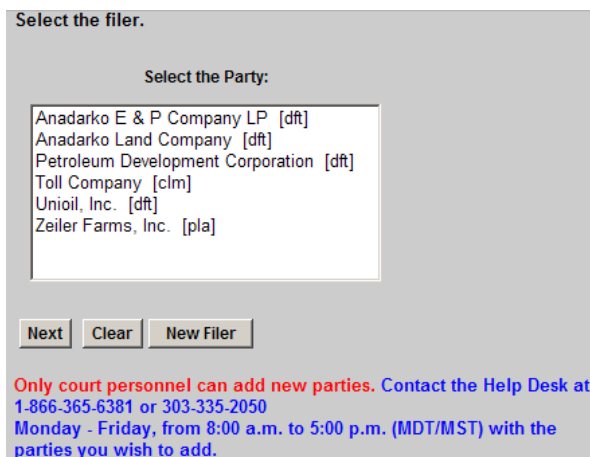 Select the filer.
Select the Party:
Anadarko E & P Company LP [dft]
Anadarko Land Company [dft]
Petroleum Development Corporation [dft]
Toll Company [clm]
Unioil, Inc. [dft]
Zeiler Farms, Inc. [pla]
Next Clear New Filer
Only court personnel can add new parties. Contact the Help Desk at
1-866-365-6381 or 303-335-2050
Monday - Friday, from 8:00 a.m. to 5:00 p.m. (MDT/MST) with the
parties you wish to add.